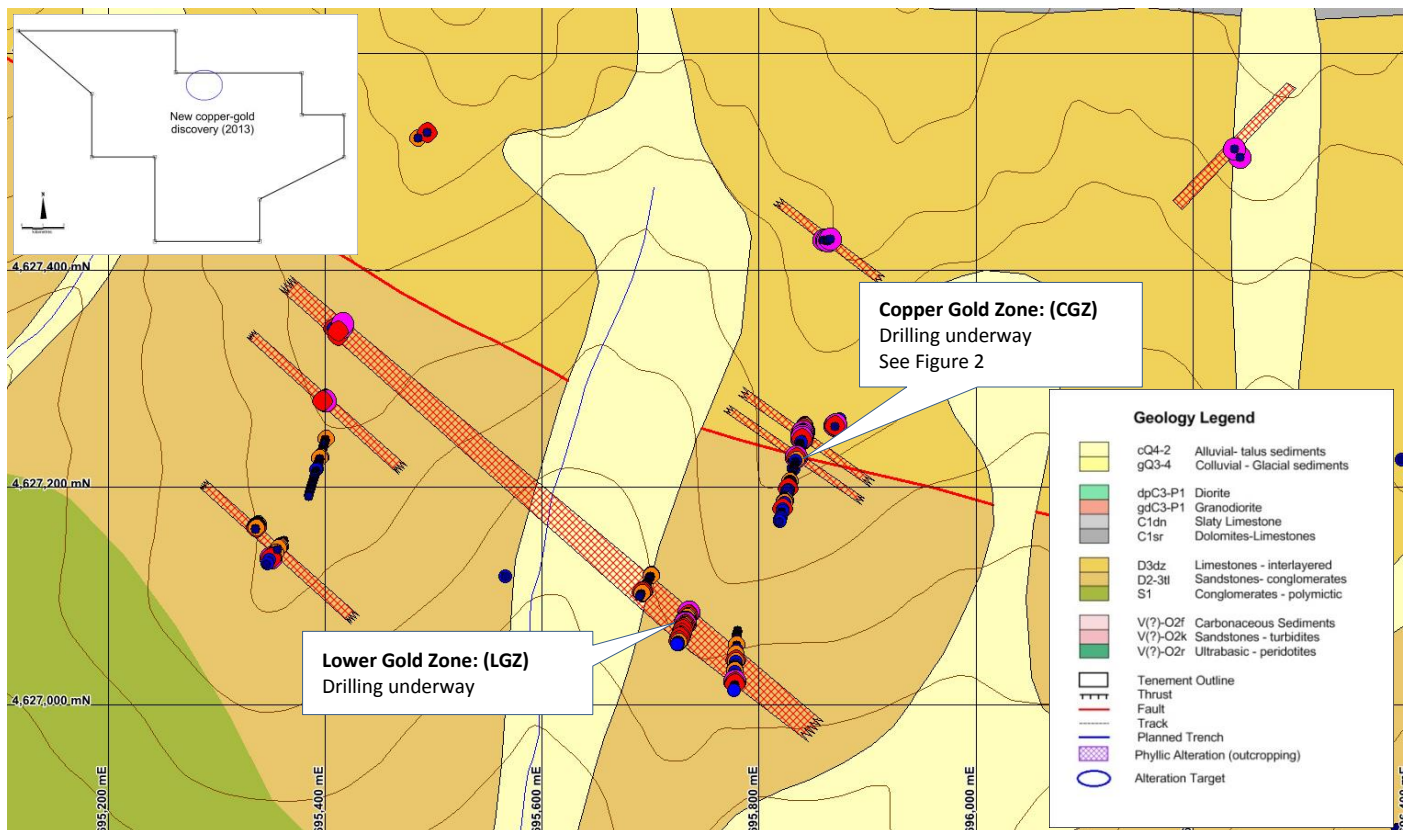 New copper-gold
discovery (2013)
N
4,627,400 mN
4,627,200 mN
4,627,000 mN
Copper Gold Zone: (CGZ)
Drilling underway
See Figure 2
Lower Gold Zone: (LGZ)
Drilling underway
695,200 mE
695,400 mE
695,600 mE
695,800 mE
696,000 mE
Geology Legend
cQ4-2 Alluvial- talus sediments
gQ3-4 Colluvial - Glacial sediments
dpC3-P1 Diorite
gdC3-P1 Granodiorite
C1dn Slaty Limestone
C1sr Dolomites-Limestones
D3dz Limestones - interlayered
D2-3tl Sandstones- conglomerates
S1 Conglomerates - polymictic
V(?)-O2f Carbonaceous Sediments
V(?)-O2k Sandstones - turbidites
V(?)-O2r Ultrabasic - peridotites
Tenement Outline
Thrust
Fault
Track
Planned Trench
Phyllic Alteration (outcropping)
Alteration Target